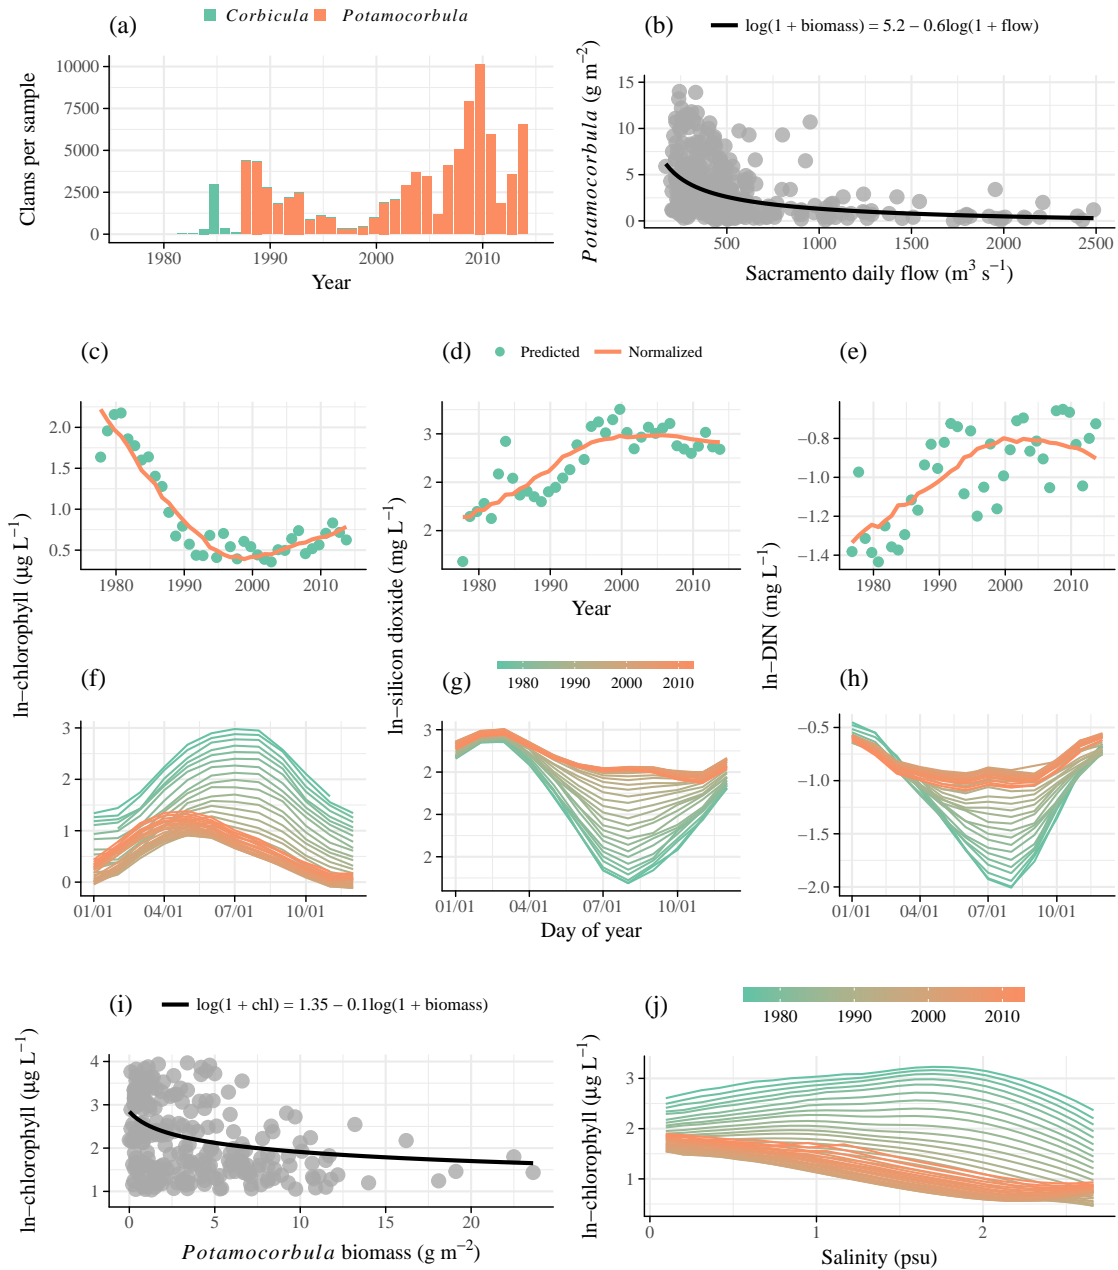 (a)
Corbicula Potamocorbula
Clams per sample
10000
7500
5000
2500
0
1980 1990 2000 2010
Year
(b)
log(1 + biomass) = 5.2 − 0.6log(1 + flow)
Potamocorbula (g m−2)
15
10
5
0
500 1000 1500 2000 2500
Sacramento daily flow (m3 s−1)
(c)
ln−chlorophyll (µg L−1)
2.0
1.5
1.0
0.5
1980 1990 2000 2010
(d)
Predicted Normalized
ln−silicon dioxide (mg L−1)
3
2
2
1980 1990 2000 2010
Year
(e)
ln−DIN (mg L−1)
−0.8
−1.0
−1.2
−1.4
1980 1990 2000 2010
(f)
3
2
1
0
01/01 04/01 07/01 10/01
1980 1990 2000 2010
(g)
3
2
2
2
01/01 04/01 07/01 10/01
Day of year
(h)
−0.5
−1.0
−1.5
−2.0
01/01 04/01 07/01 10/01
(i)
log(1 + chl) = 1.35 − 0.1log(1 + biomass)
ln−chlorophyll (µg L−1)
4
3
2
1
0 5 10 15 20
Potamocorbula biomass (g m−2)
(j)
1980 1990 2000 2010
ln−chlorophyll (µg L−1)
3
2
1
0 1 2
Salinity (psu)